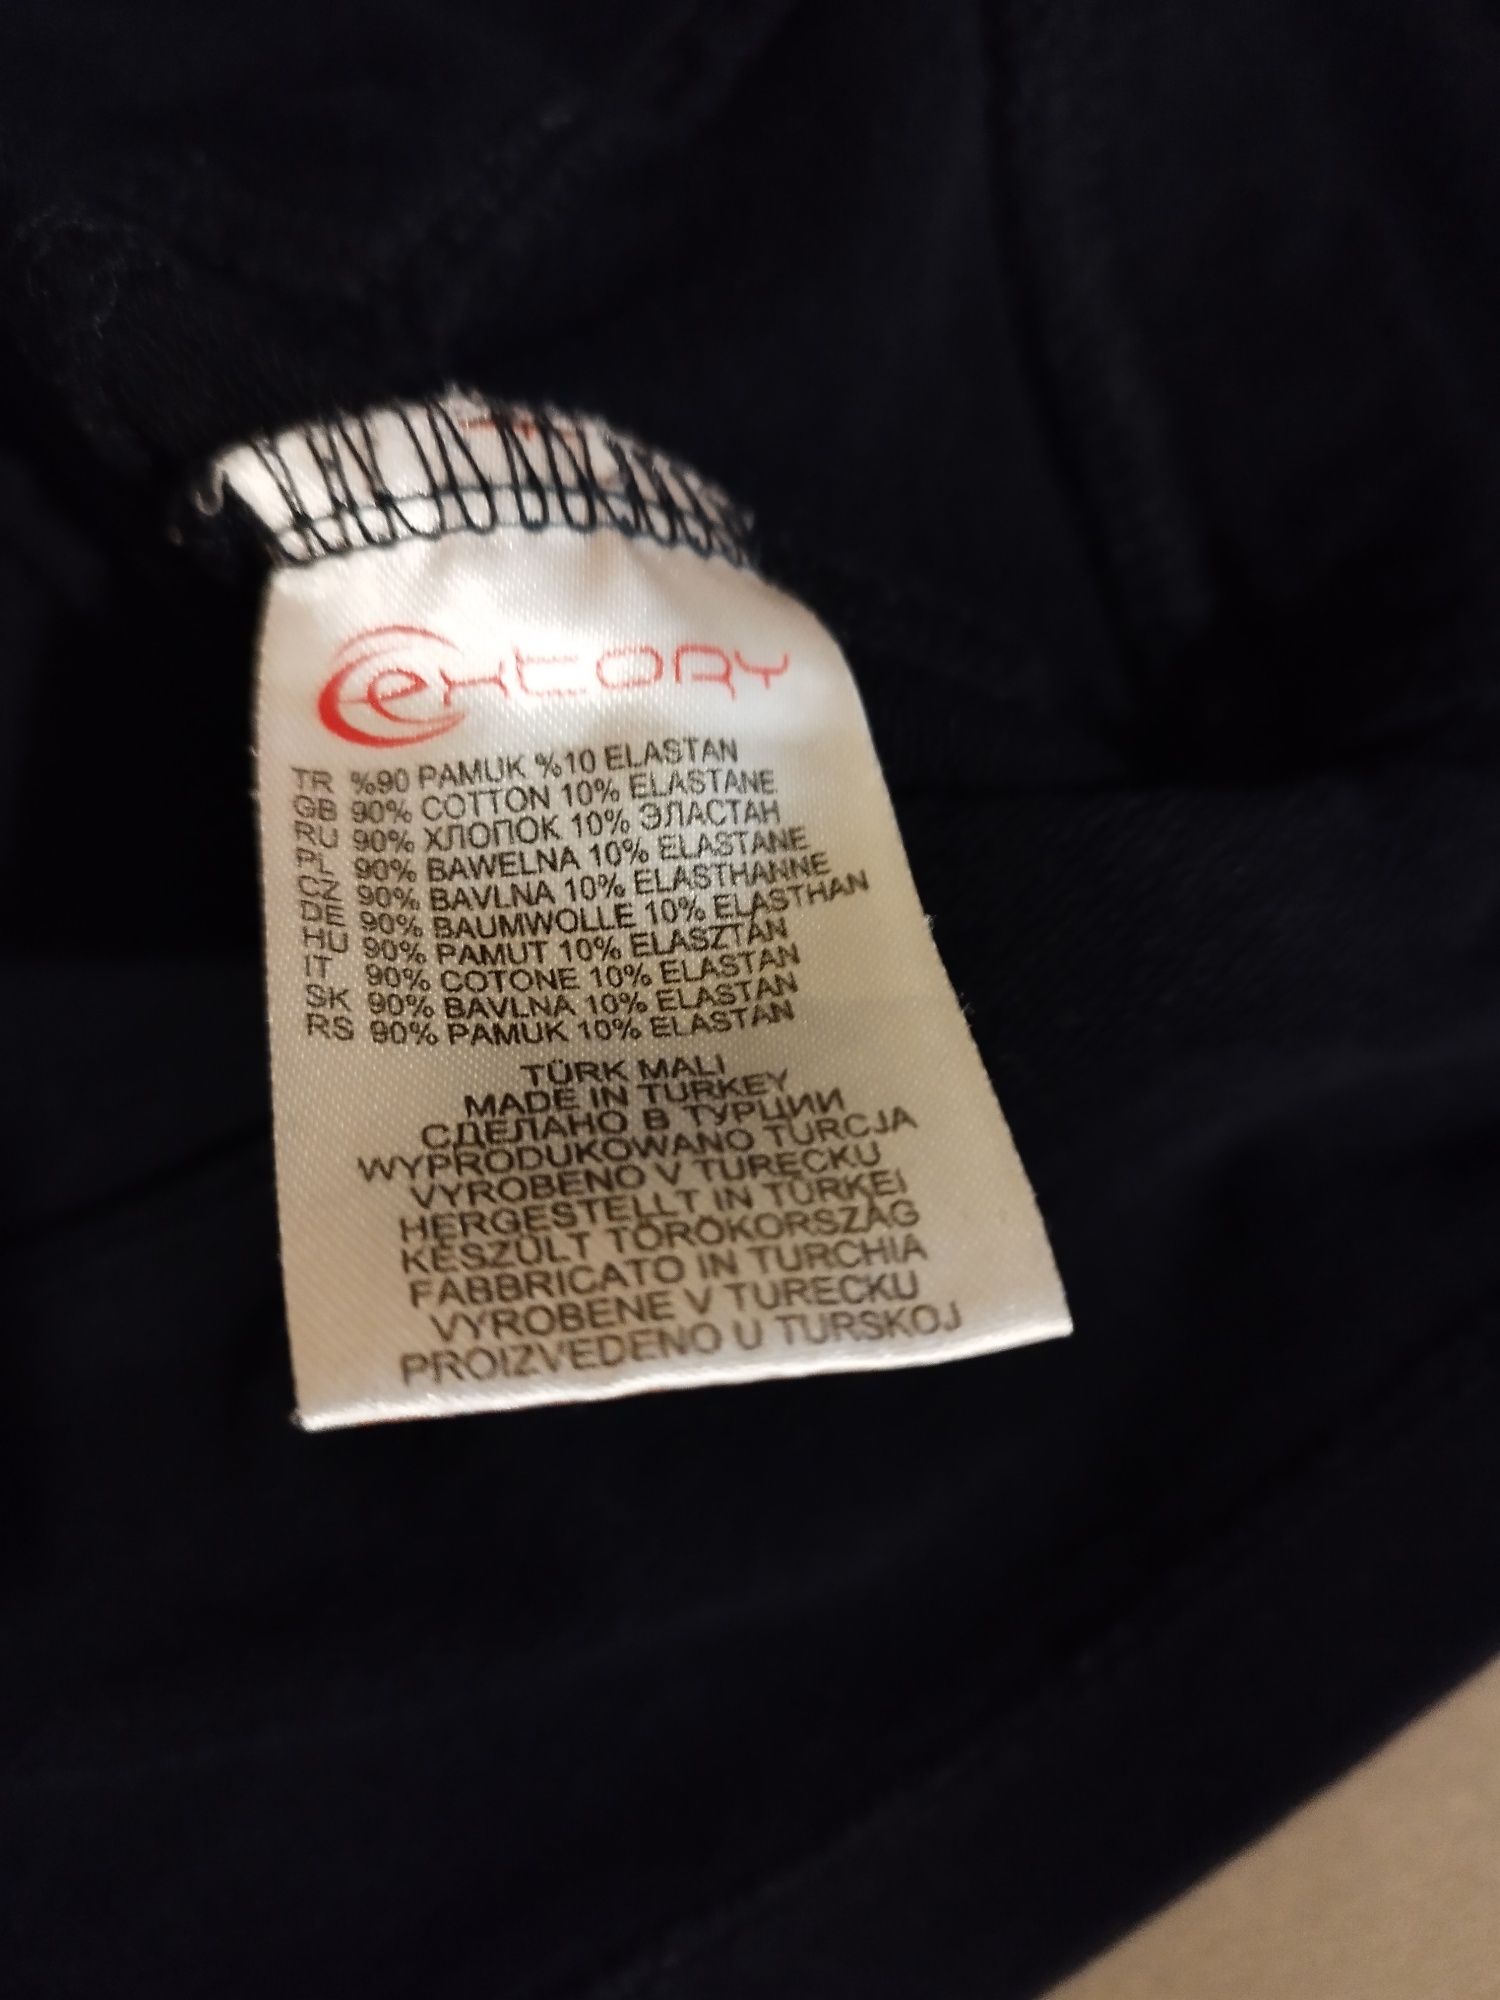 extory
TR %90 PAMUK %10 ELASTAN
GB 90% COTTON 10% ELASTANE
RU 90% ХЛОПОК 10% ЭЛАСТАН
PL 90% BAWELNA 10% ELASTANE
CZ 90% BAVLNA 10% ELASTHANNE
DE 90% BAUMWOLLE 10% ELASTHAN
HU 90% PAMUT 10% ELASZTÁN
IT 90% COTONE 10% ELASTAN
SK 90% BAVLNA 10% ELASTAN
RS 90% PAMUK 10% ELASTAN
TÜRK MALI
MADE IN TURKEY
СДЕЛАНО В ТУРЦИИ
WYPRODUKOWANO TURCJA
VYROBENO V TURECKU
HERGESTELLT IN TÜRKEI
KÉSZÜLT TÖRÖKORSZÁG
FABBRICATO IN TURCHIA
VYROBENE V TURECKU
PROIZVEDENO U TURSKOJ